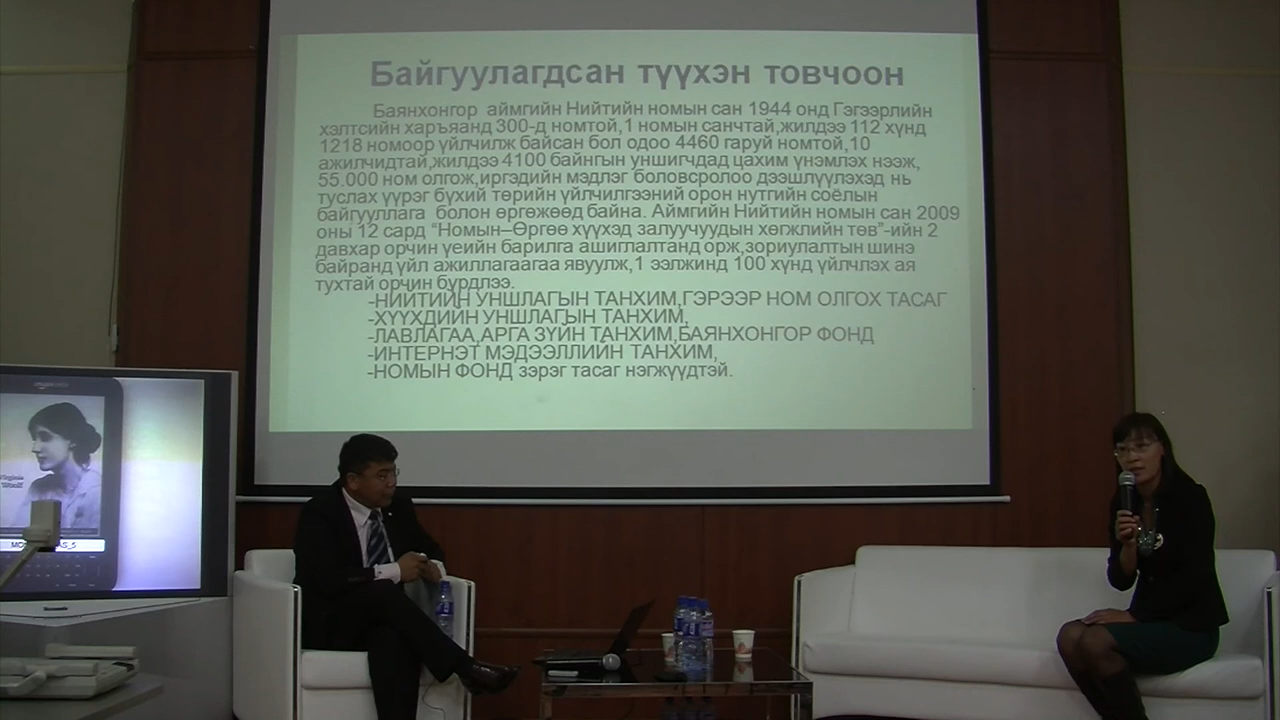 Байгуулагдсан түүхэн товчоон
Баянхонгор аймгийн Нийтийн номын сан 1944 онд Гэгээрлийн
хэлтсийн харъяанд 300-д номтой,1 номын санчтай,жилдээ 112 хүнд
1218 номоор үйлчилж байсан бол одоо 4460 гаруй номтой,10
ажилчидтай,жилдээ 4100 байнгын уншигчдад цахим үнэмлэх нээж,
55.000 ном олгож,иргэдийн мэдлэг боловсролоо дээшлүүлэхэд нь
туслах үүрэг бүхий төрийн үйлчилгээний орон нутгийн соёлын
байгууллага болон өргөжөөд байна. Аймгийн Нийтийн номын сан 2009
оны 12 сард “Номын–Өргөө хүүхэд залуучуудын хөгжлийн төв”-ийн 2
давхар орчин үеийн барилга ашиглалтанд орж,зориулалтын шинэ
байранд үйл ажиллагаагаа явуулж,1 ээлжинд 100 хүнд үйлчлэх ая
тухтай орчин бүрдлээ.
-НИЙТИЙН УНШЛАГЫН ТАНХИМ,ГЭРЭЭР НОМ ОЛГОХ ТАСАГ
-ХҮҮХДИЙН УНШЛАГЫН ТАНХИМ,
-ЛАВЛАГАА,АРГА ЗҮЙН ТАНХИМ,БАЯНХОНГОР ФОНД
-ИНТЕРНЭТ МЭДЭЭЛЛИЙН ТАНХИМ,
-НОМЫН ФОНД зэрэг тасаг нэгжүүдтэй.
Virginia
Woolf